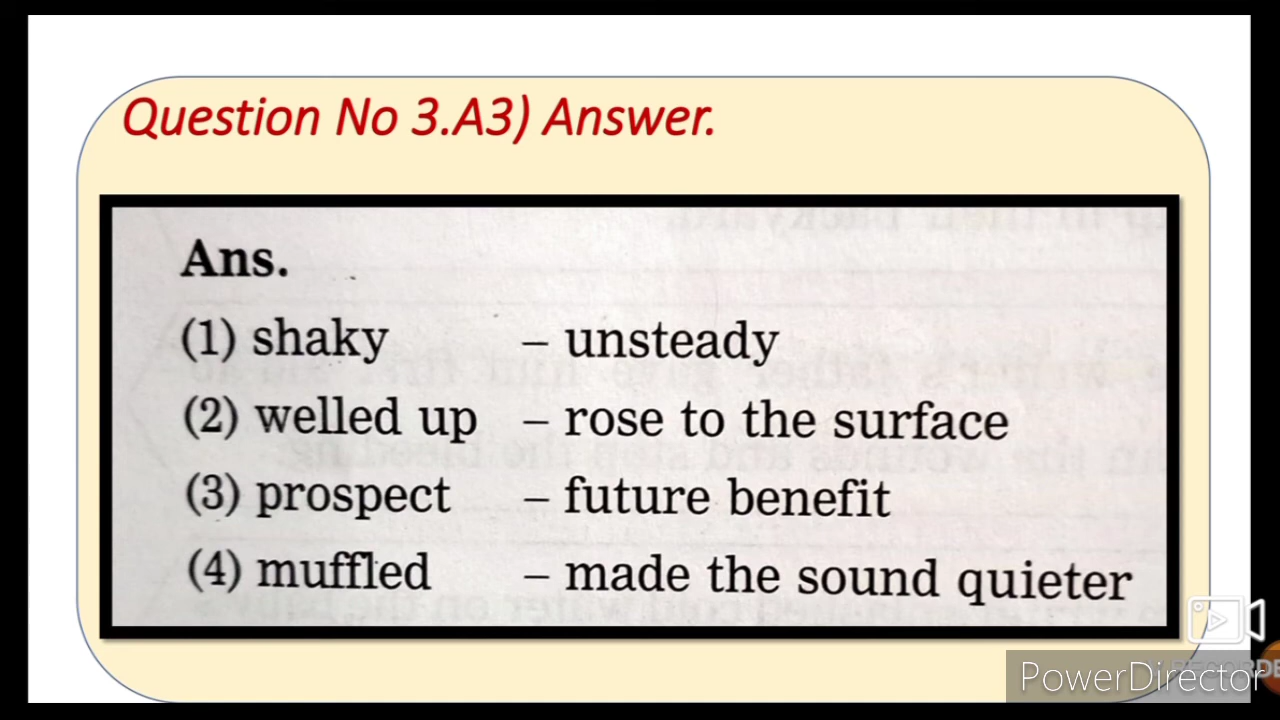 Question No 3.A3) Answer.
Ans.
(1) shaky – unsteady
(2) welled up – rose to the surface
(3) prospect – future benefit
(4) muffled – made the sound quieter
PowerDirector